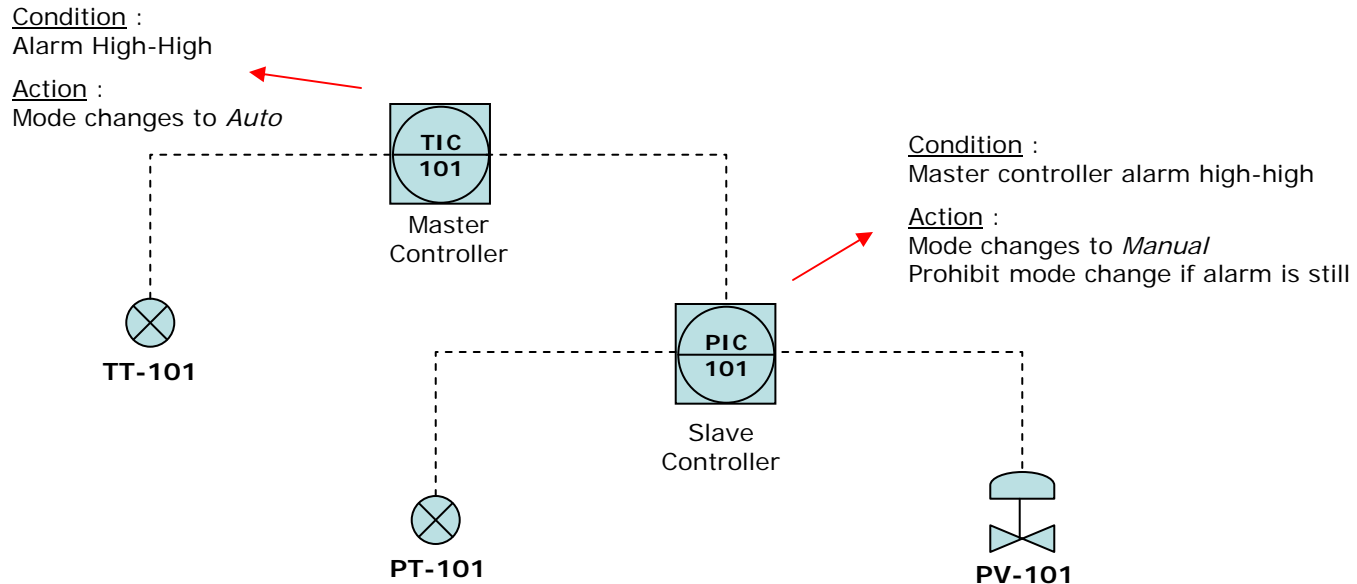 Condition :
Alarm High-High
Action :
Mode changes to Auto
TIC
101
Master
Controller
Condition :
Master controller alarm high-high
Action :
Mode changes to Manual
Prohibit mode change if alarm is still
TT-101
PIC
101
Slave
Controller
PT-101
PV-101